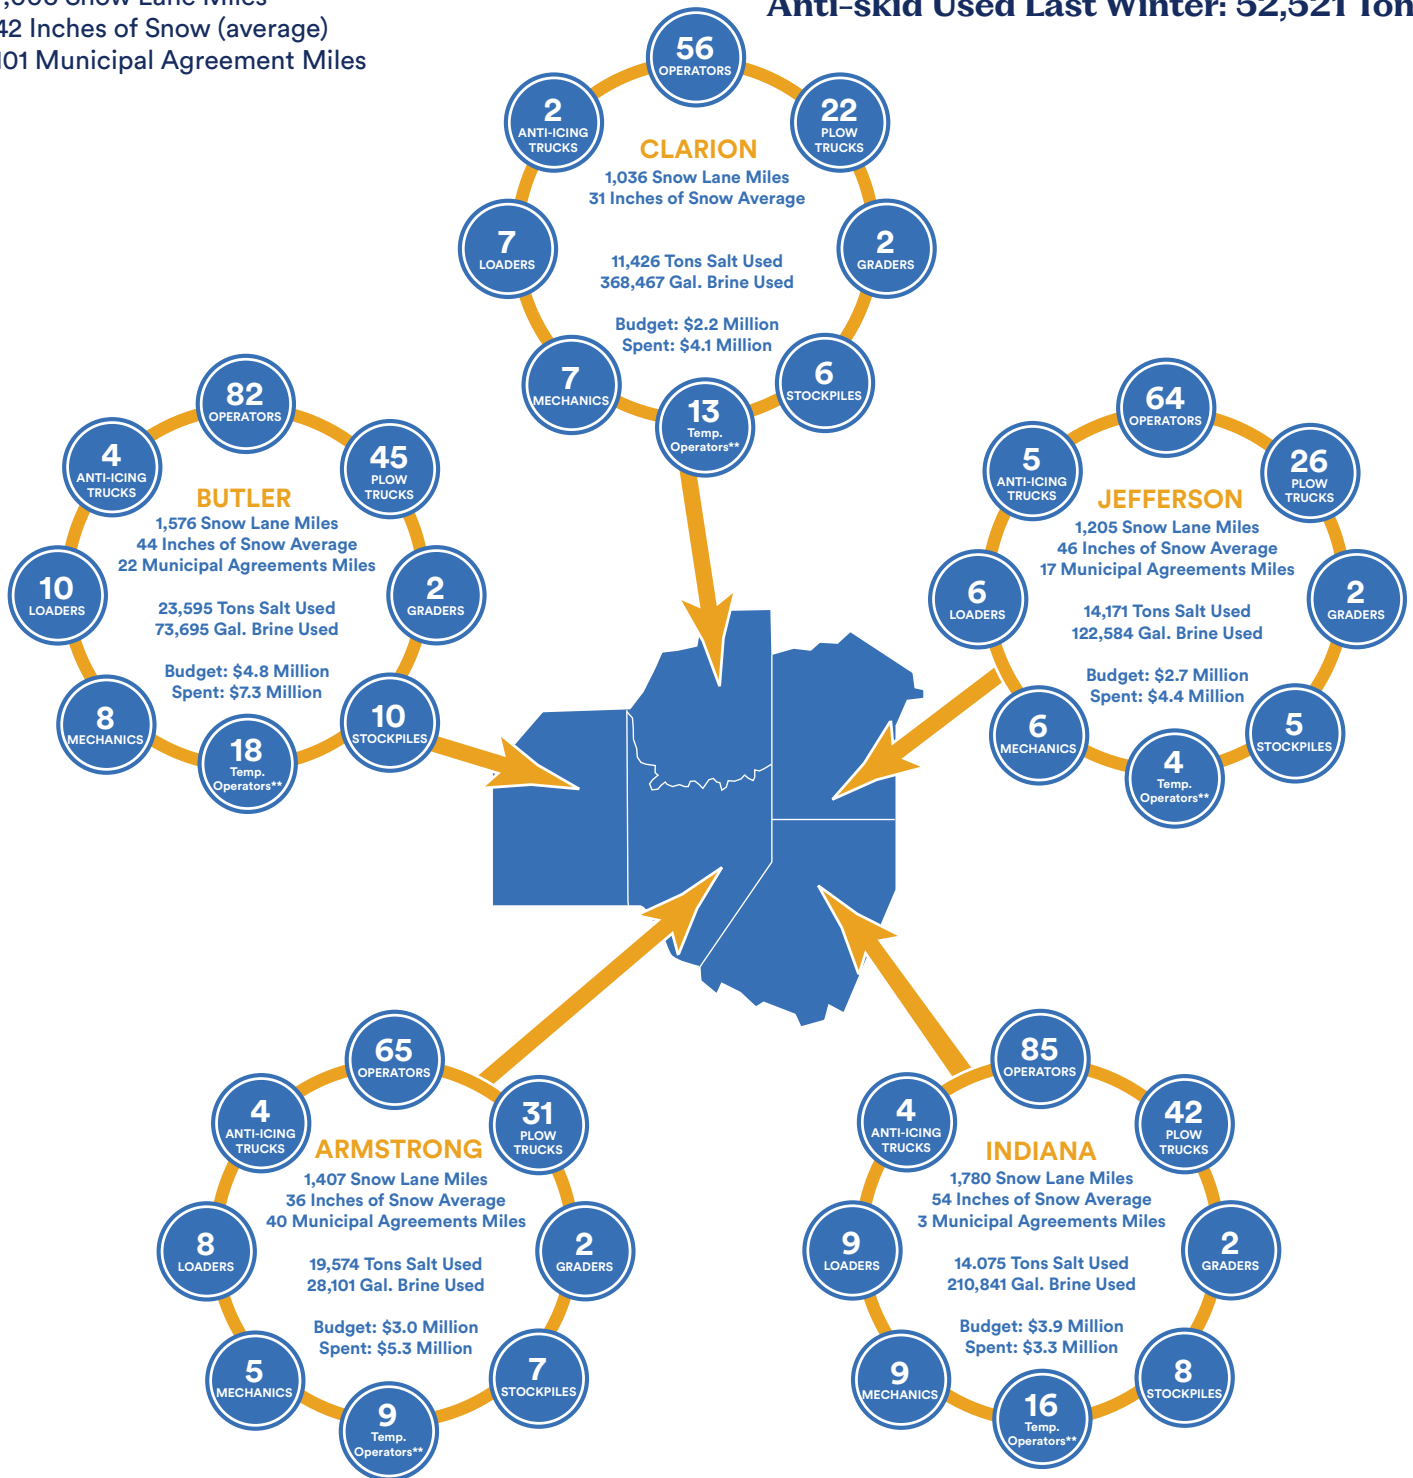 Snow Lane Miles
42 Inches of Snow (average)
101 Municipal Agreement Miles
Anti-skid Used Last Winter: 52,521 Ton
56
OPERATORS
2
ANTI-ICING
TRUCKS
22
PLOW
TRUCKS
CLARION
1,036 Snow Lane Miles
31 Inches of Snow Average
7
LOADERS
2
GRADERS
11,426 Tons Salt Used
368,467 Gal. Brine Used
Budget: $2.2 Million
Spent: $4.1 Million
7
MECHANICS
6
STOCKPILES
13
Temp.
Operators**
82
OPERATORS
4
ANTI-ICING
TRUCKS
45
PLOW
TRUCKS
BUTLER
1,576 Snow Lane Miles
44 Inches of Snow Average
22 Municipal Agreements Miles
10
LOADERS
2
GRADERS
23,595 Tons Salt Used
73,695 Gal. Brine Used
Budget: $4.8 Million
Spent: $7.3 Million
8
MECHANICS
10
STOCKPILES
18
Temp.
Operators**
64
OPERATORS
5
ANTI-ICING
TRUCKS
26
PLOW
TRUCKS
JEFFERSON
1,205 Snow Lane Miles
46 Inches of Snow Average
17 Municipal Agreements Miles
6
LOADERS
2
GRADERS
14,171 Tons Salt Used
122,584 Gal. Brine Used
Budget: $2.7 Million
Spent: $4.4 Million
6
MECHANICS
5
STOCKPILES
4
Temp.
Operators**
65
OPERATORS
4
ANTI-ICING
TRUCKS
31
PLOW
TRUCKS
ARMSTRONG
1,407 Snow Lane Miles
36 Inches of Snow Average
40 Municipal Agreements Miles
8
LOADERS
2
GRADERS
19,574 Tons Salt Used
28,101 Gal. Brine Used
Budget: $3.0 Million
Spent: $5.3 Million
5
MECHANICS
7
STOCKPILES
9
Temp.
Operators**
85
OPERATORS
4
ANTI-ICING
TRUCKS
42
PLOW
TRUCKS
INDIANA
1,780 Snow Lane Miles
54 Inches of Snow Average
3 Municipal Agreements Miles
9
LOADERS
2
GRADERS
14.075 Tons Salt Used
210,841 Gal. Brine Used
Budget: $3.9 Million
Spent: $3.3 Million
9
MECHANICS
8
STOCKPILES
16
Temp.
Operators**